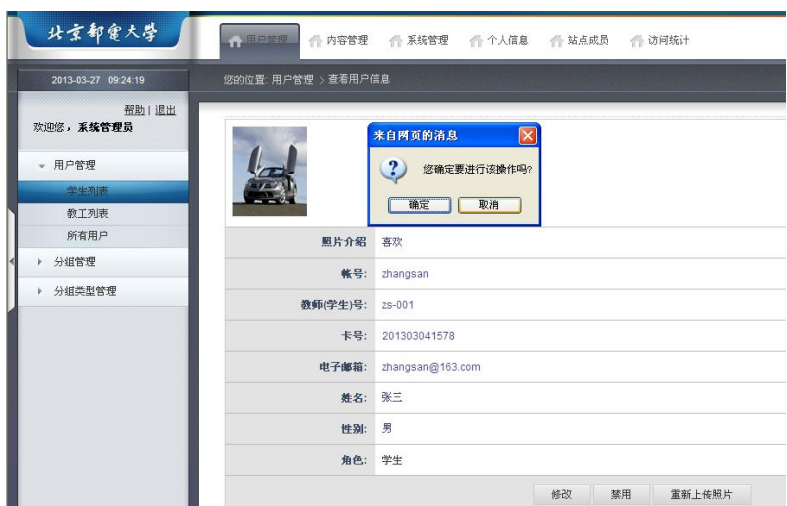 北京邮电大学
用户管理 内容管理 系统管理 个人信息 站点成员 访问统计
2013-03-27 09:24:19
您的位置: 用户管理 > 查看用户信息
帮助 | 退出
欢迎您，系统管理员
用户管理
学生列表
教工列表
所有用户
分组管理
分组类型管理
来自网页的消息
您确定要进行该操作吗?
确定 取消
照片介绍 喜欢
帐号: zhangsan
教师(学生)号: zs-001
卡号: 201303041578
电子邮箱: zhangsan@163.com
姓名: 张三
性别: 男
角色: 学生
修改 禁用 重新上传照片